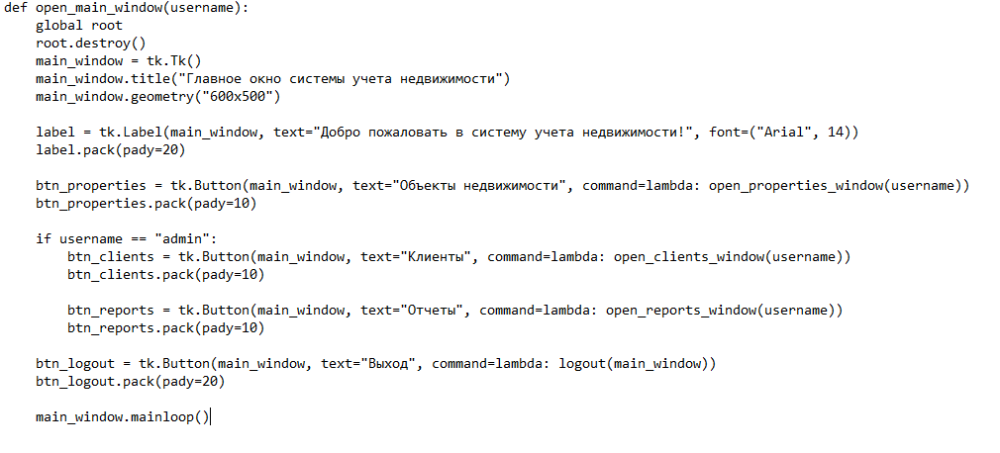 def open_main_window(username):
    global root
    root.destroy()
    main_window = tk.Tk()
    main_window.title("Главное окно системы учета недвижимости")
    main_window.geometry("600x500")

    label = tk.Label(main_window, text="Добро пожаловать в систему учета недвижимости!", font=("Arial", 14))
    label.pack(pady=20)

    btn_properties = tk.Button(main_window, text="Объекты недвижимости", command=lambda: open_properties_window(username))
    btn_properties.pack(pady=10)

    if username == "admin":
        btn_clients = tk.Button(main_window, text="Клиенты", command=lambda: open_clients_window(username))
        btn_clients.pack(pady=10)

        btn_reports = tk.Button(main_window, text="Отчеты", command=lambda: open_reports_window(username))
        btn_reports.pack(pady=10)

    btn_logout = tk.Button(main_window, text="Выход", command=lambda: logout(main_window))
    btn_logout.pack(pady=20)

    main_window.mainloop()